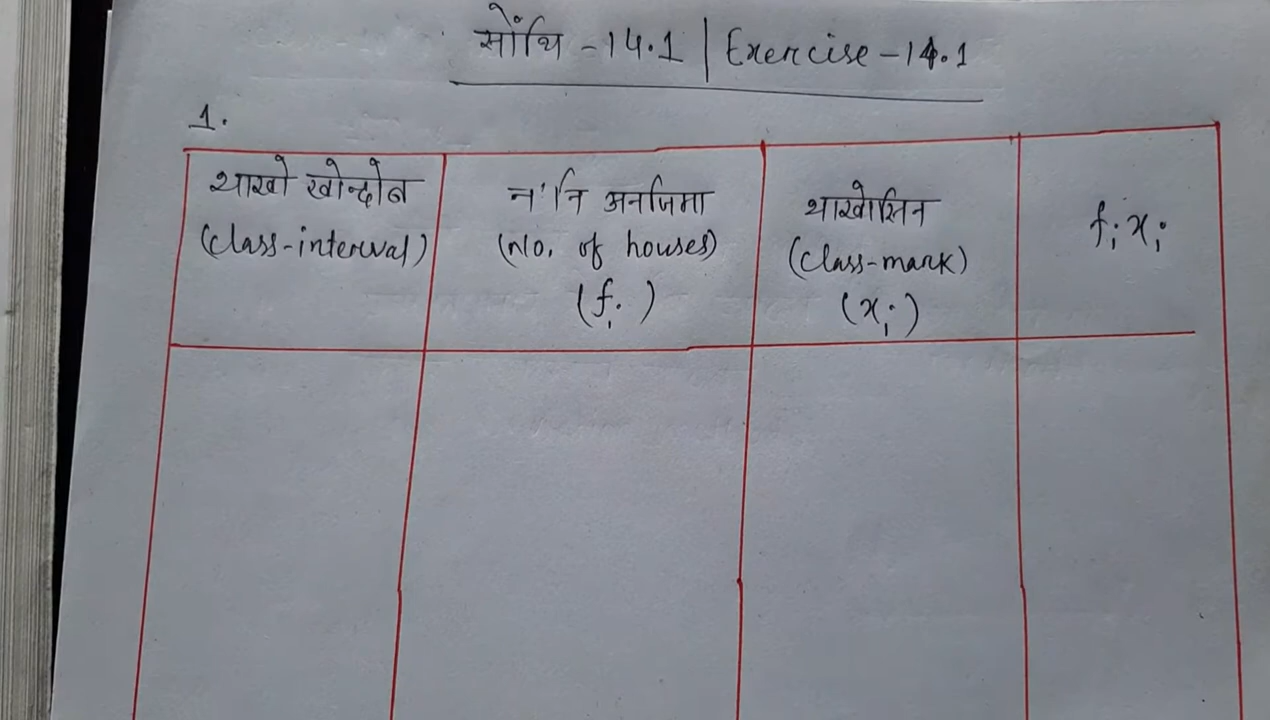 सोंथि - 14.1 | Exercise - 14.1
1.
थाखो खोन्दोब
(class-interval)
न'नि अनजिमा
(No. of houses)
(fi)
थाखोसिन
(class-mark)
(xi)
fixi